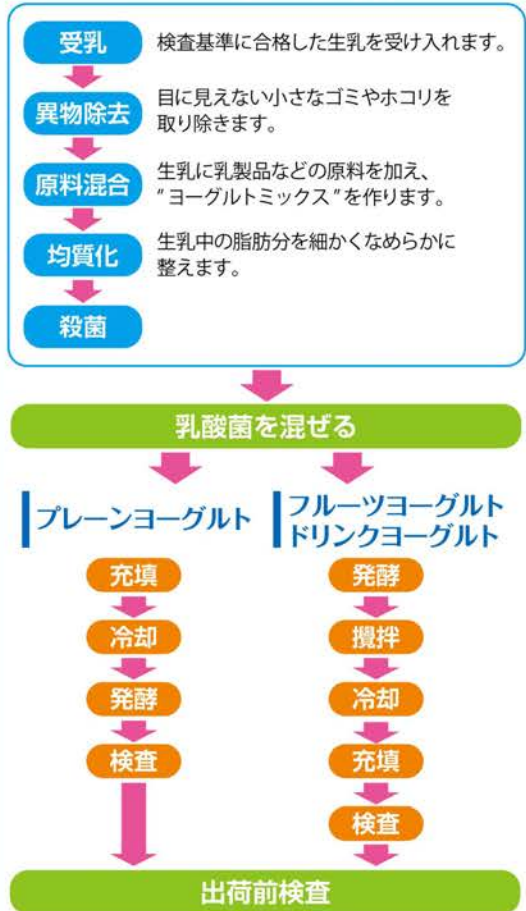 受乳
検査基準に合格した生乳を受け入れます。
異物除去
目に見えない小さなゴミやホコリを
取り除きます。
原料混合
生乳に乳製品などの原料を加え、
"ヨーグルトミックス"を作ります。
均質化
生乳中の脂肪分を細かくなめらかに
整えます。
殺菌
乳酸菌を混ぜる
プレーンヨーグルト
充填
冷却
発酵
検査
フルーツヨーグルト
ドリンクヨーグルト
発酵
攪拌
冷却
充填
検査
出荷前検査